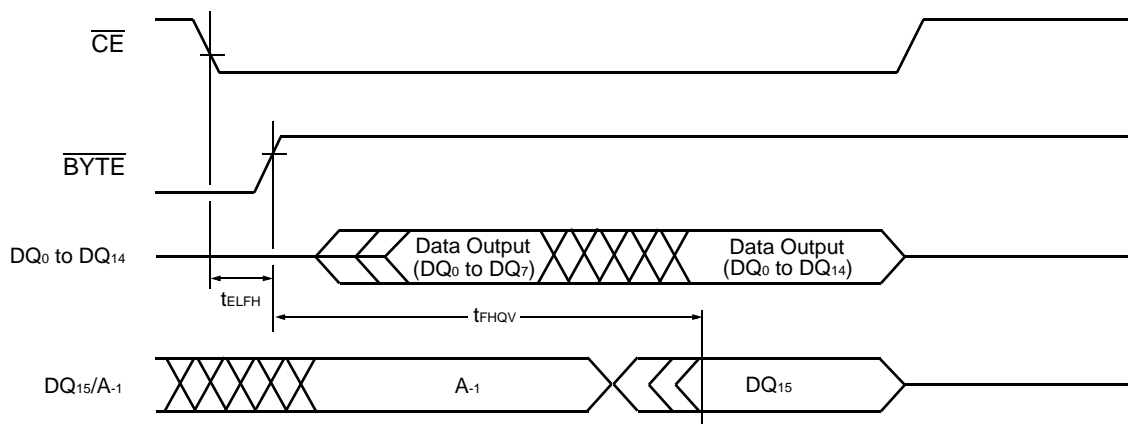 CE
BYTE
DQ0 to DQ14
Data Output
(DQ0 to DQ7)
Data Output
(DQ0 to DQ14)
tELFH
tFHQV
DQ15/A-1
A-1
DQ15